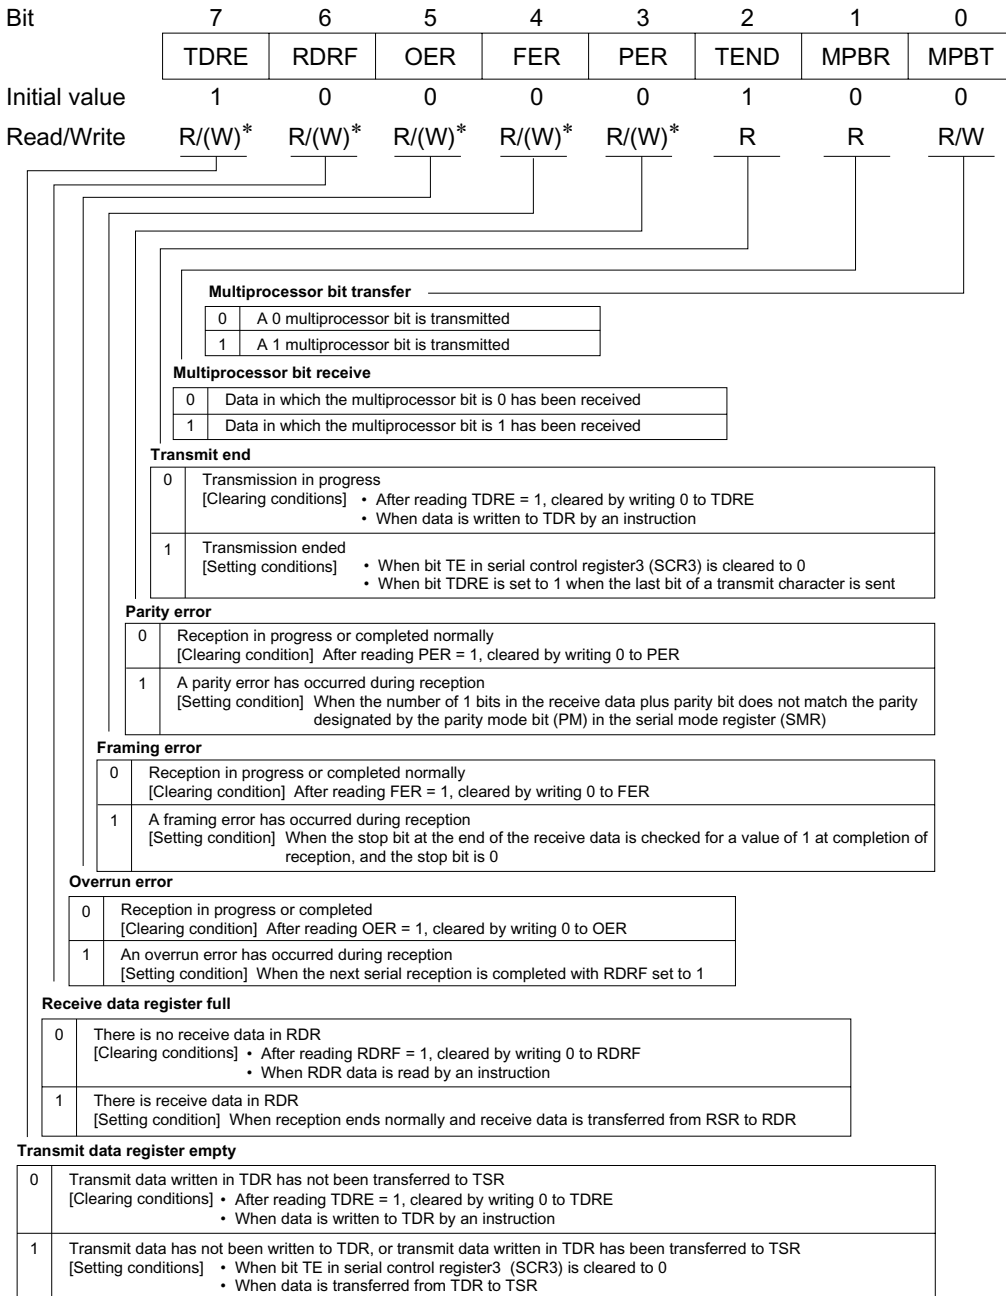 Bit 7 6 5 4 3 2 1 0
TDRE RDRF OER FER PER TEND MPBR MPBT
Initial value 1 0 0 0 0 1 0 0
Read/Write R/(W)* R/(W)* R/(W)* R/(W)* R/(W)* R R R/W
Multiprocessor bit transfer
0 A 0 multiprocessor bit is transmitted
1 A 1 multiprocessor bit is transmitted
Multiprocessor bit receive
0 Data in which the multiprocessor bit is 0 has been received
1 Data in which the multiprocessor bit is 1 has been received
Transmit end
0 Transmission in progress
[Clearing conditions] • After reading TDRE = 1, cleared by writing 0 to TDRE
• When data is written to TDR by an instruction
1 Transmission ended
[Setting conditions] • When bit TE in serial control register3 (SCR3) is cleared to 0
• When bit TDRE is set to 1 when the last bit of a transmit character is sent
Parity error
0 Reception in progress or completed normally
[Clearing condition] After reading PER = 1, cleared by writing 0 to PER
1 A parity error has occurred during reception
[Setting condition] When the number of 1 bits in the receive data plus parity bit does not match the parity
designated by the parity mode bit (PM) in the serial mode register (SMR)
Framing error
0 Reception in progress or completed normally
[Clearing condition] After reading FER = 1, cleared by writing 0 to FER
1 A framing error has occurred during reception
[Setting condition] When the stop bit at the end of the receive data is checked for a value of 1 at completion of
reception, and the stop bit is 0
Overrun error
0 Reception in progress or completed
[Clearing condition] After reading OER = 1, cleared by writing 0 to OER
1 An overrun error has occurred during reception
[Setting condition] When the next serial reception is completed with RDRF set to 1
Receive data register full
0 There is no receive data in RDR
[Clearing conditions] • After reading RDRF = 1, cleared by writing 0 to RDRF
• When RDR data is read by an instruction
1 There is receive data in RDR
[Setting condition] When reception ends normally and receive data is transferred from RSR to RDR
Transmit data register empty
0 Transmit data written in TDR has not been transferred to TSR
[Clearing conditions] • After reading TDRE = 1, cleared by writing 0 to TDRE
• When data is written to TDR by an instruction
1 Transmit data has not been written to TDR, or transmit data written in TDR has been transferred to TSR
[Setting conditions] • When bit TE in serial control register3 (SCR3) is cleared to 0
• When data is transferred from TDR to TSR